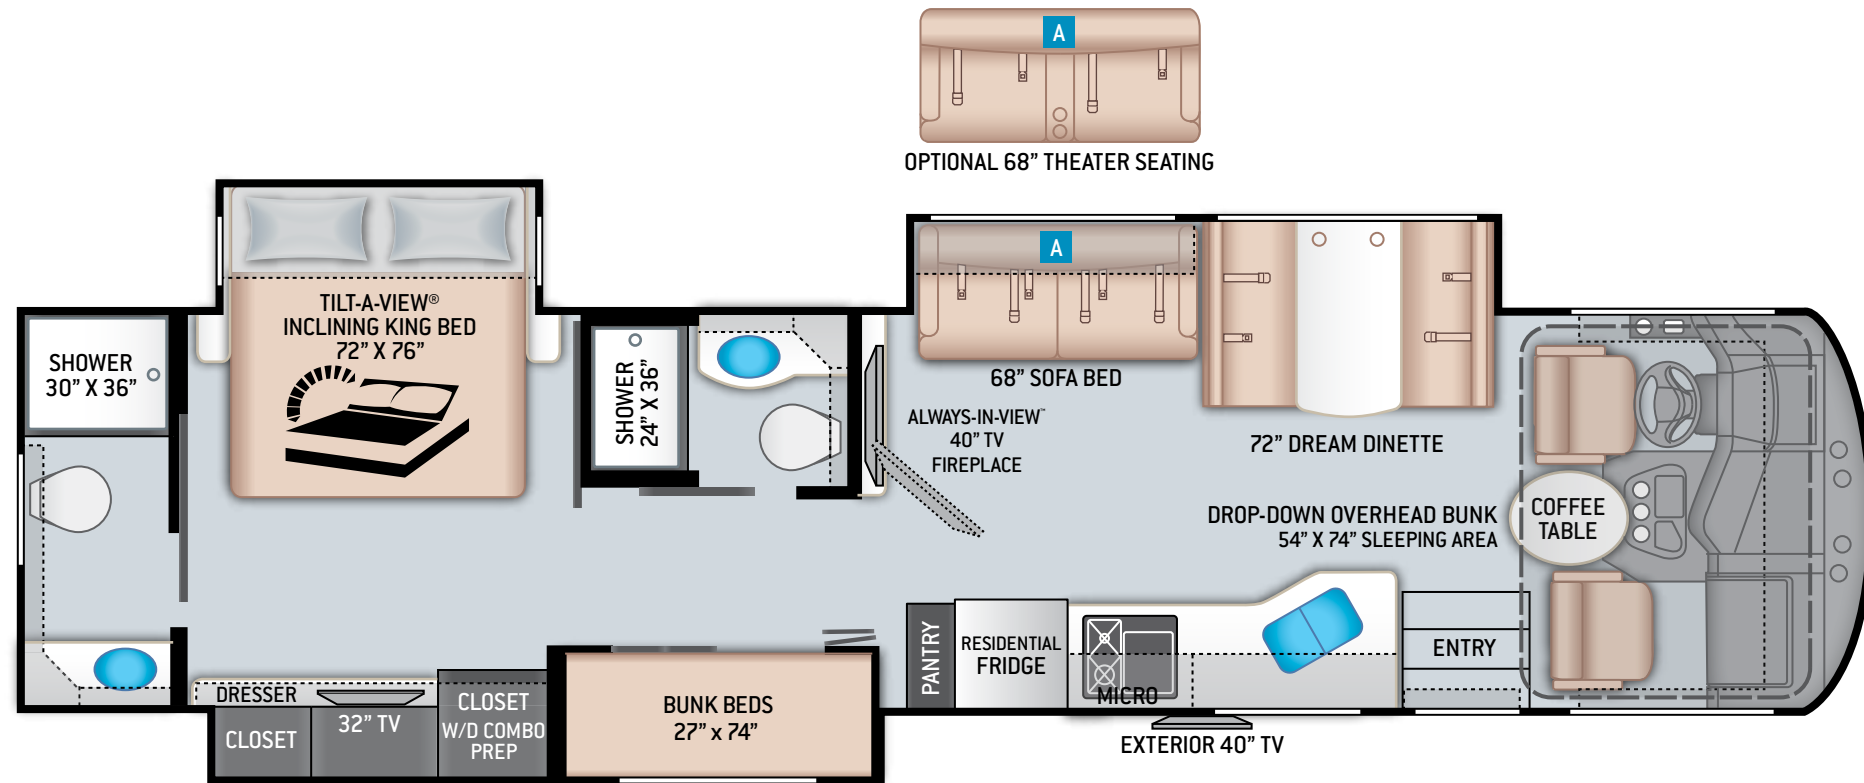 A
OPTIONAL 68” THEATER SEATING
TILT-A-VIEW®
INCLINING KING BED
72” X 76”
SHOWER
30” X 36”
SHOWER
24” X 36”
A
68” SOFA BED
ALWAYS-IN-VIEW™
40” TV
FIREPLACE
72” DREAM DINETTE
DROP-DOWN OVERHEAD BUNK
54” X 74” SLEEPING AREA
COFFEE
TABLE
DRESSER
CLOSET
32” TV
CLOSET
W/D COMBO
PREP
BUNK BEDS
27” x 74”
PANTRY
RESIDENTIAL
FRIDGE
MICRO
ENTRY
EXTERIOR 40” TV